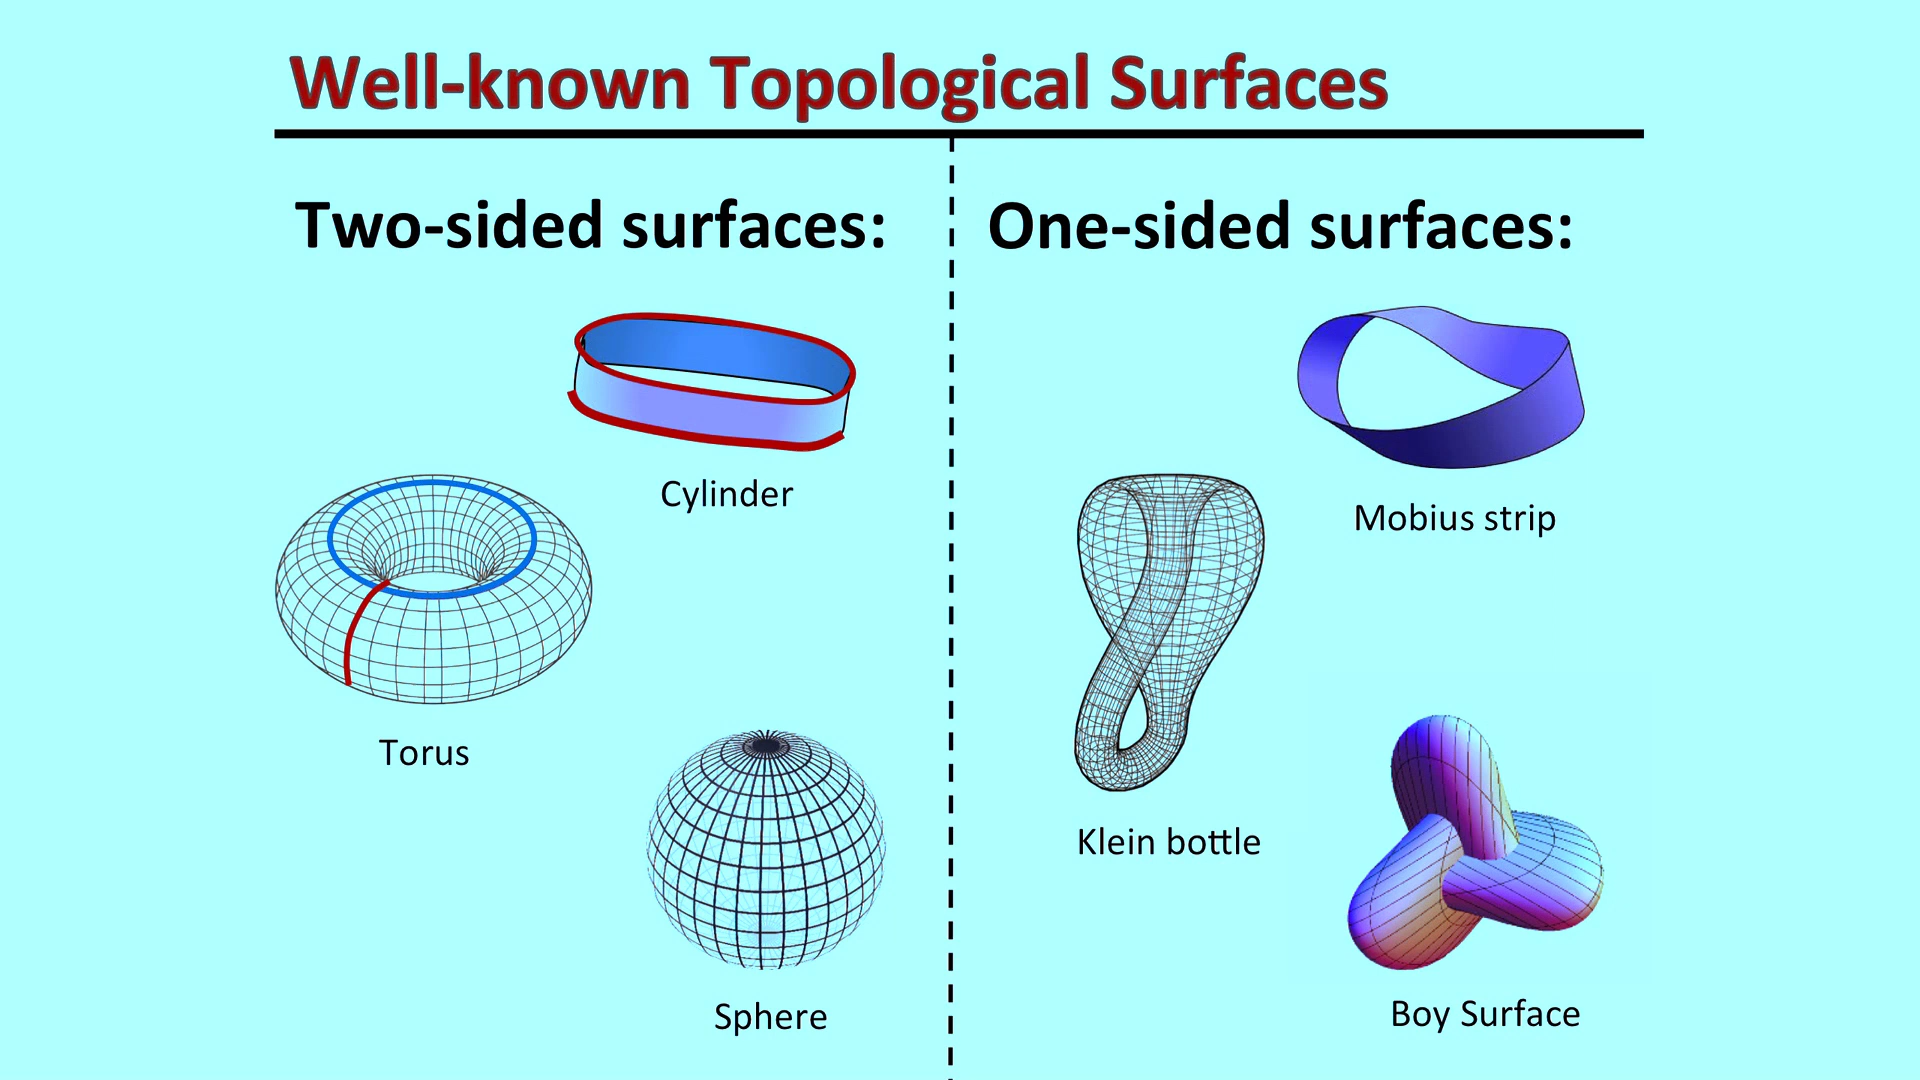 Well-known Topological Surfaces
Two-sided surfaces:
Cylinder
Torus
Sphere
One-sided surfaces:
Mobius strip
Klein bottle
Boy Surface